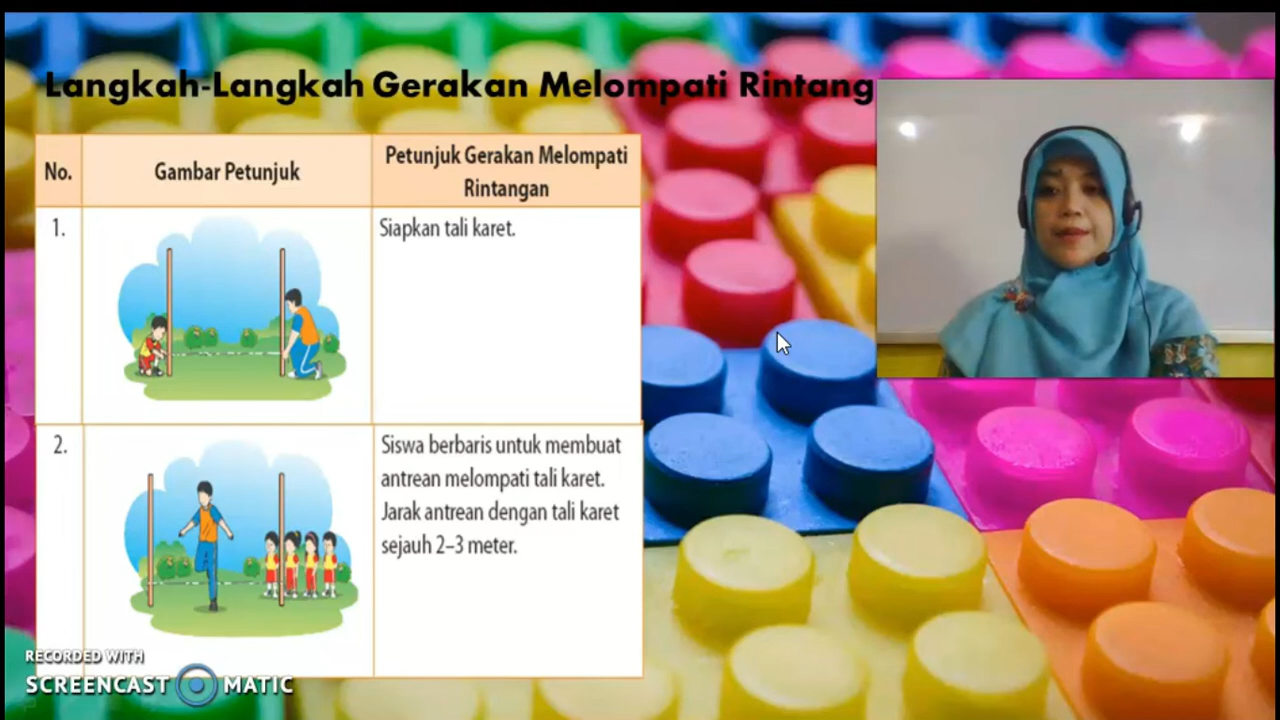 Langkah-Langkah Gerakan Melompati Rintang
No.
Gambar Petunjuk
Petunjuk Gerakan Melompati
Rintangan
1.
Siapkan tali karet.
2.
Siswa berbaris untuk membuat
antrean melompati tali karet.
Jarak antrean dengan tali karet
sejauh 2–3 meter.
RECORDED WITH
SCREENCAST MATIC